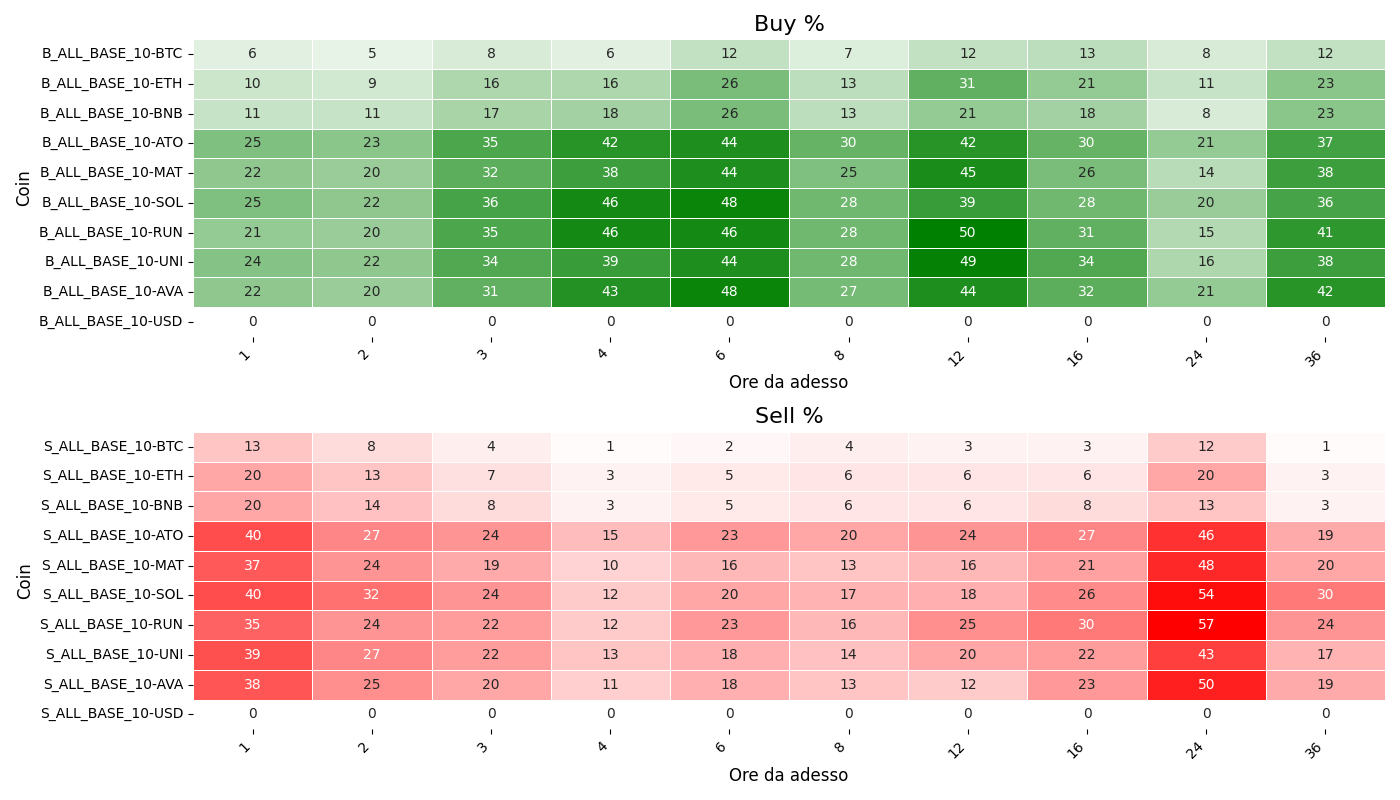 Buy %
Coin
B_ALL_BASE_10-BTC 6 5 8 6 12 7 12 13 8 12
B_ALL_BASE_10-ETH 10 9 16 16 26 13 31 21 11 23
B_ALL_BASE_10-BNB 11 11 17 18 26 13 21 18 8 23
B_ALL_BASE_10-ATO 25 23 35 42 44 30 42 30 21 37
B_ALL_BASE_10-MAT 22 20 32 38 44 25 45 26 14 38
B_ALL_BASE_10-SOL 25 22 36 46 48 28 39 28 20 36
B_ALL_BASE_10-RUN 21 20 35 46 46 28 50 31 15 41
B_ALL_BASE_10-UNI 24 22 34 39 44 28 49 34 16 38
B_ALL_BASE_10-AVA 22 20 31 43 48 27 44 32 21 42
B_ALL_BASE_10-USD 0 0 0 0 0 0 0 0 0 0
1 2 3 4 6 8 12 16 24 36
Ore da adesso
Sell %
Coin
S_ALL_BASE_10-BTC 13 8 4 1 2 4 3 3 12 1
S_ALL_BASE_10-ETH 20 13 7 3 5 6 6 6 20 3
S_ALL_BASE_10-BNB 20 14 8 3 5 6 6 8 13 3
S_ALL_BASE_10-ATO 40 27 24 15 23 20 24 27 46 19
S_ALL_BASE_10-MAT 37 24 19 10 16 13 16 21 48 20
S_ALL_BASE_10-SOL 40 32 24 12 20 17 18 26 54 30
S_ALL_BASE_10-RUN 35 24 22 12 23 16 25 30 57 24
S_ALL_BASE_10-UNI 39 27 22 13 18 14 20 22 43 17
S_ALL_BASE_10-AVA 38 25 20 11 18 13 12 23 50 19
S_ALL_BASE_10-USD 0 0 0 0 0 0 0 0 0 0
1 2 3 4 6 8 12 16 24 36
Ore da adesso